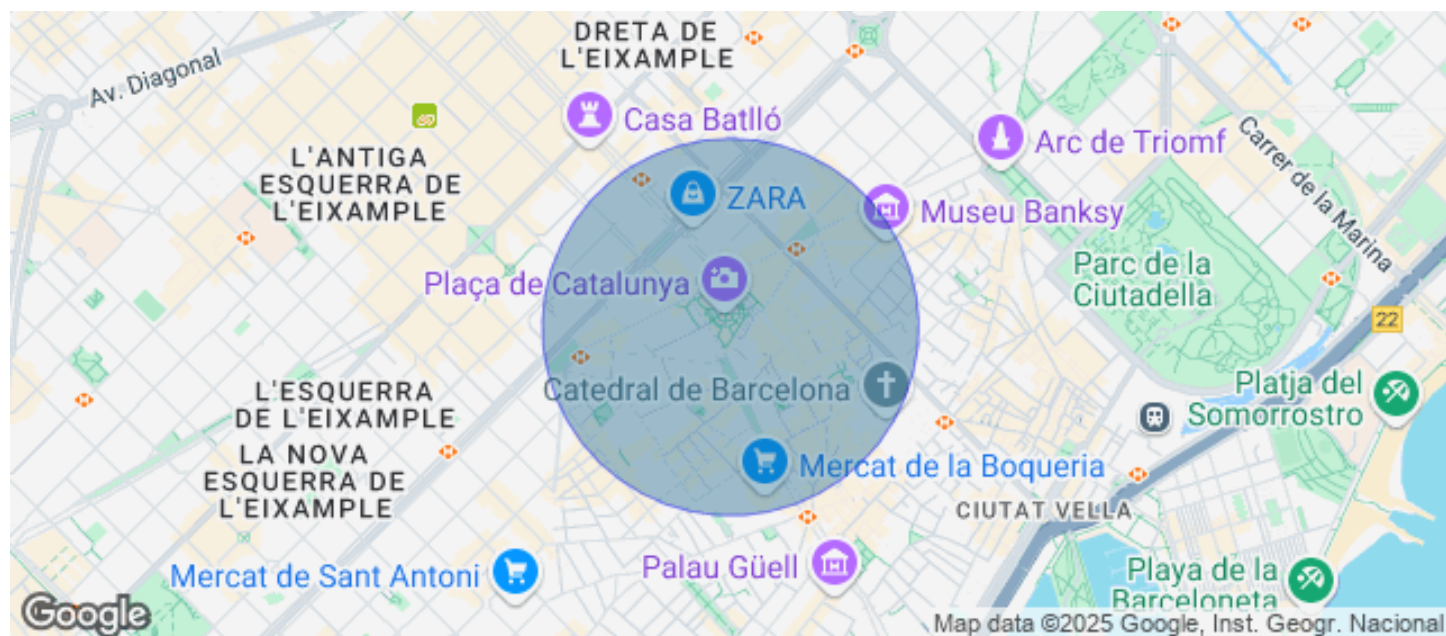 DRETA DE
L'EIXAMPLE
Av. Diagonal
Casa Batlló
Arc de Triomf
Carrer de la Marina
L'ANTIGA
ESQUERRA DE
L'EIXAMPLE
ZARA
Museu Banksy
Plaça de Catalunya
Parc de la
Ciutadella
22
L'ESQUERRA
DE L'EIXAMPLE
Catedral de Barcelona
Platja del
Somorrostro
LA NOVA
ESQUERRA DE
L'EIXAMPLE
Mercat de la Boqueria
CIUTAT VELLA
Mercat de Sant Antoni
Palau Güell
Playa de la
Barceloneta
Google
Map data ©2025 Google, Inst. Geogr. Nacional